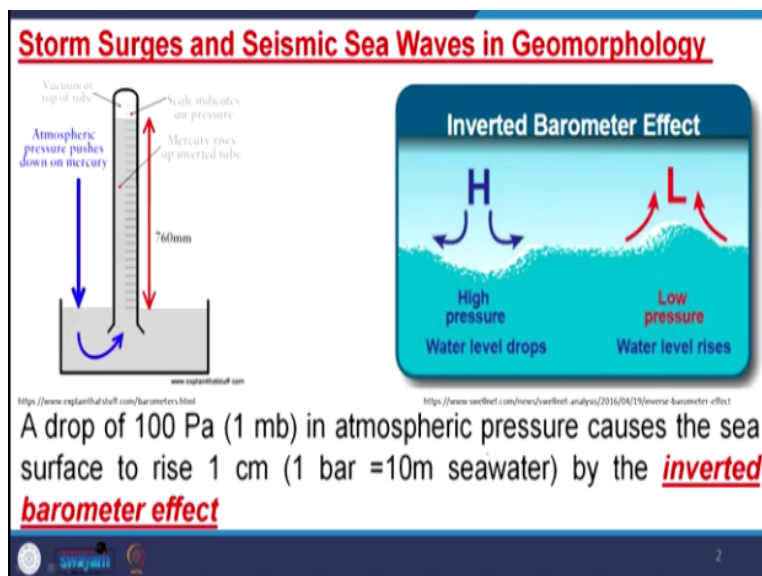 Storm Surges and Seismic Sea Waves in Geomorphology
Vacuum at
top of tube
Scale indicates
air pressure
Atmospheric
pressure pushes
down on mercury
Mercury rises
up inverted tube
760mm
www.explainthatstuff.com
Inverted Barometer Effect
H
L
High
pressure
Water level drops
Low
pressure
Water level rises
https://www.explainthatstuff.com/barometers.html
https://www.swellnet.com/news/swellnet-analysis/2016/04/19/inverse-barometer-effect
A drop of 100 Pa (1 mb) in atmospheric pressure causes the sea
surface to rise 1 cm (1 bar =10m seawater) by the inverted
barometer effect
swayam
2